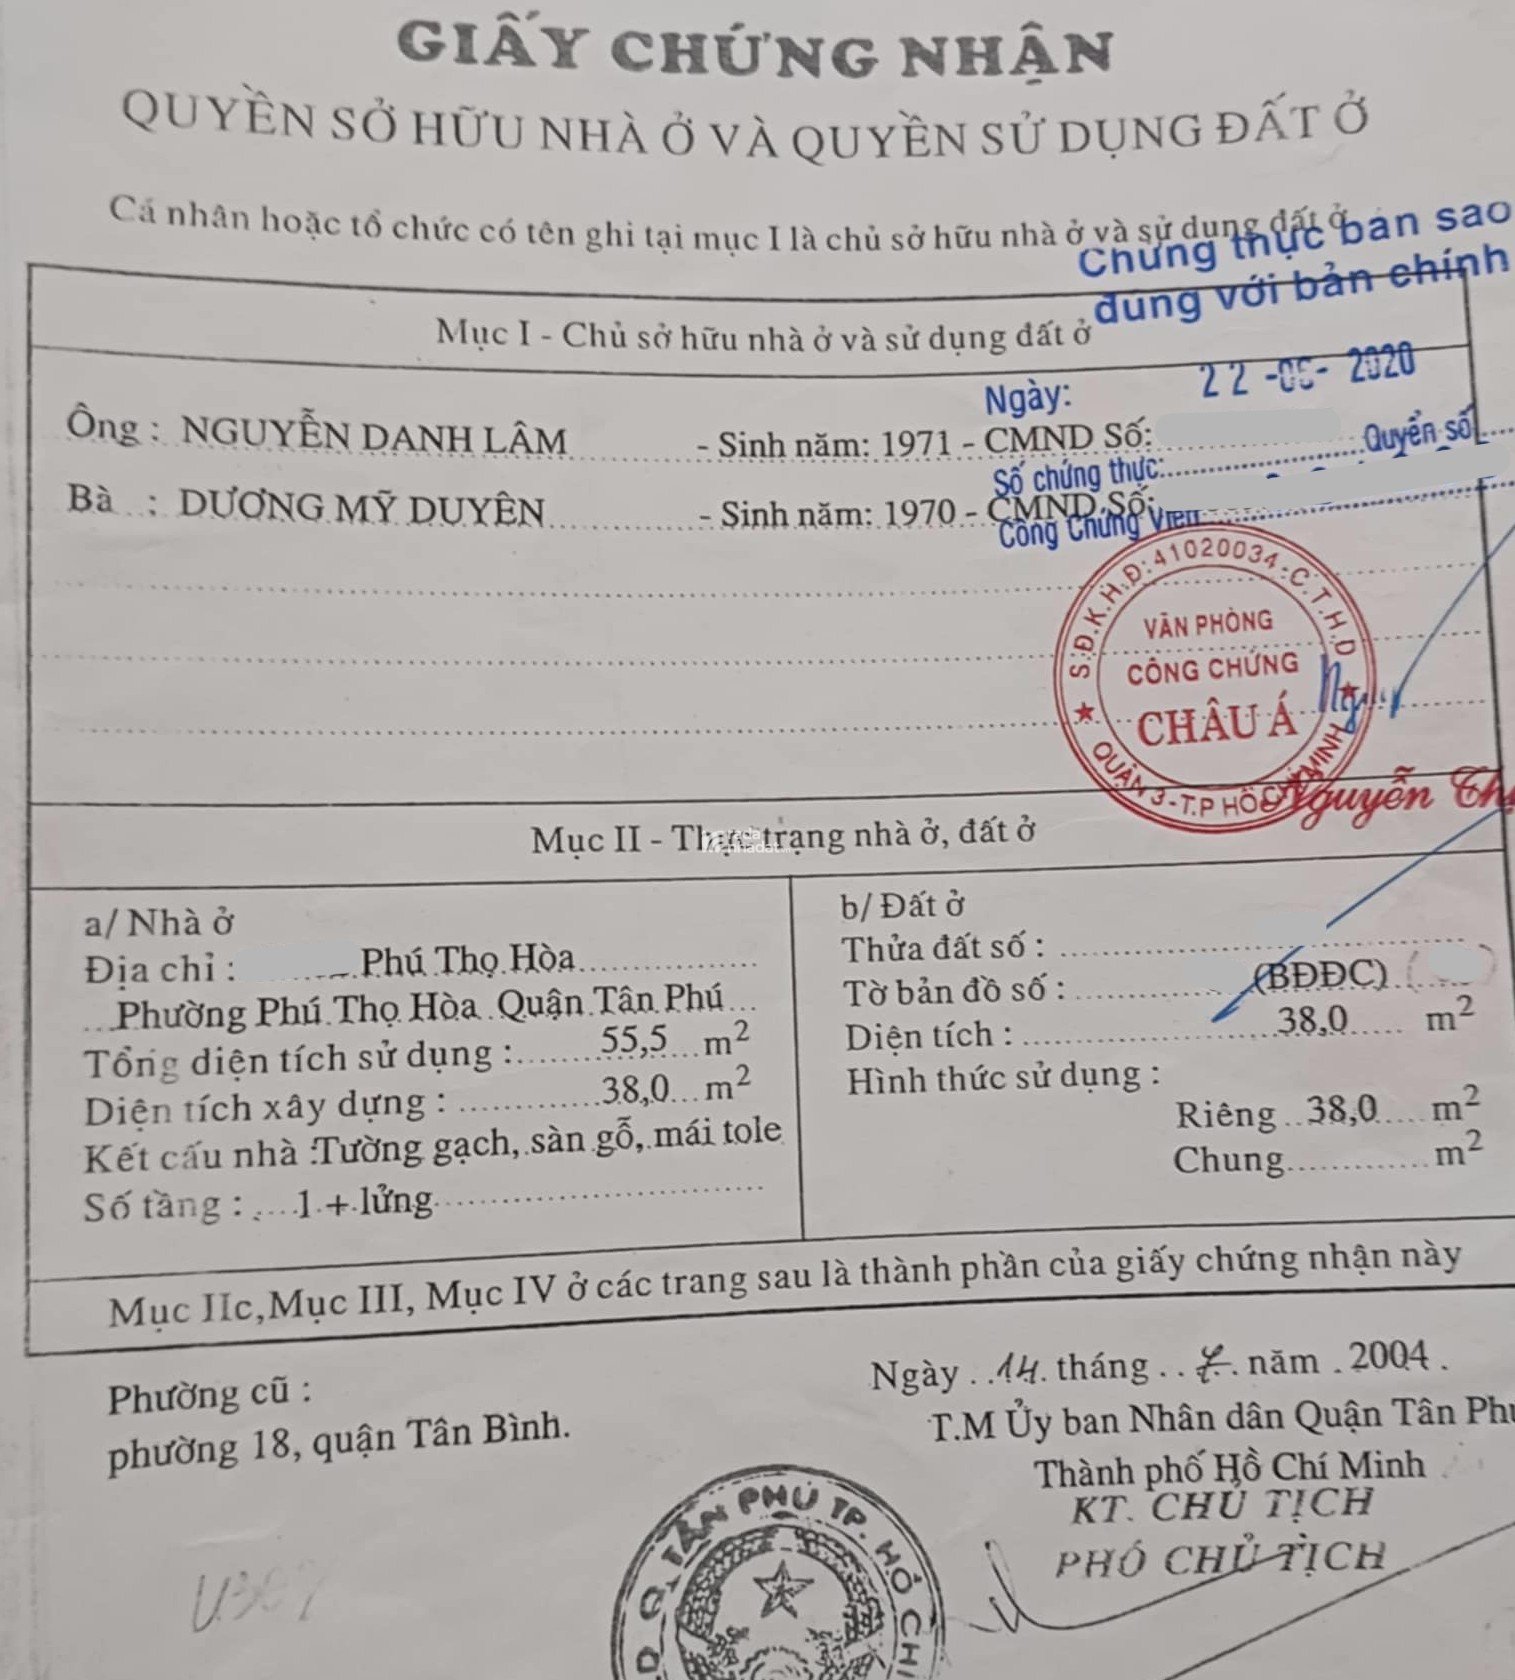 GIẤY CHỨNG NHẬN
QUYỀN SỞ HỮU NHÀ Ở VÀ QUYỀN SỬ DỤNG ĐẤT Ở
Cá nhân hoặc tổ chức có tên ghi tại mục I là chủ sở hữu nhà ở và sử dụng đất ở
Chứng thực bản sao
đúng với bản chính
Mục I - Chủ sở hữu nhà ở và sử dụng đất ở
Ngày: 22 -05- 2020
Ông : NGUYỄN DANH LÂM - Sinh năm: 1971 - CMND Số:
Số chứng thực: Quyển số
Bà : DƯƠNG MỸ DUYÊN - Sinh năm: 1970 - CMND Số:
Công Chứng Viên
S.Đ.K.H.Đ:41020034-C.T.H.D
VĂN PHÒNG
CÔNG CHỨNG
CHÂU Á
QUẬN 3 - T.P HỒ CHÍ MINH
Nguyễn
Mục II - Thực trạng nhà ở, đất ở
a/ Nhà ở
Địa chỉ : Phú Thọ Hòa
Phường Phú Thọ Hòa Quận Tân Phú
Tổng diện tích sử dụng : 55,5 m2
Diện tích xây dựng : 38,0 m2
Kết cấu nhà :Tường gạch, sàn gỗ, mái tole
Số tầng : 1 + lửng
b/ Đất ở
Thửa đất số :
Tờ bản đồ số : (BĐĐC) ( )
Diện tích : 38,0 m2
Hình thức sử dụng :
Riêng 38,0 m2
Chung m2
Mục IIc,Mục III, Mục IV ở các trang sau là thành phần của giấy chứng nhận này
Phường cũ :
phường 18, quận Tân Bình.
Ngày 14 tháng 7 năm 2004.
T.M Ủy ban Nhân dân Quận Tân Phú
Thành phố Hồ Chí Minh
KT. CHỦ TỊCH
PHÓ CHỦ TỊCH
Q TÂN PHÚ TP. HỒ CHÍ